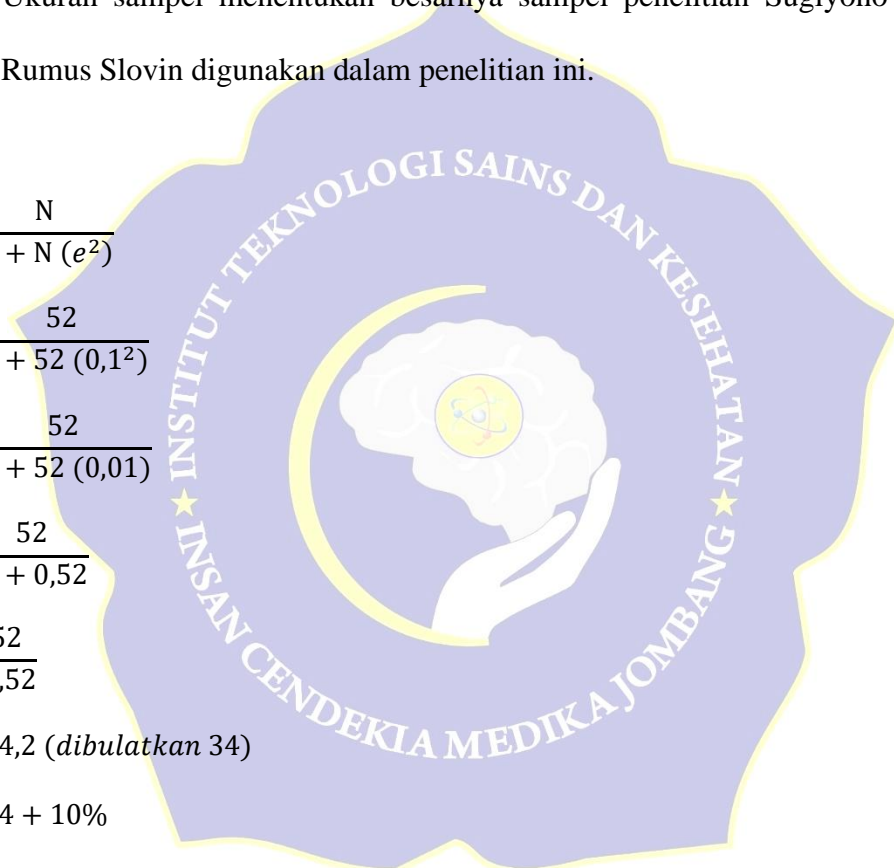 Ukuran sampel menentukan besarnya sampel penelitian Sugiyono
Rumus Slovin digunakan dalam penelitian ini.
N
+ N (e²)
52
+ 52 (0,1²)
52
+ 52 (0,01)
52
+ 0,52
52
,52
4,2 (dibulatkan 34)
4 + 10%
INSTITUT TEKNOLOGI SAINS DAN KESEHATAN
INSAN CENDEKIA MEDIKA JOMBANG